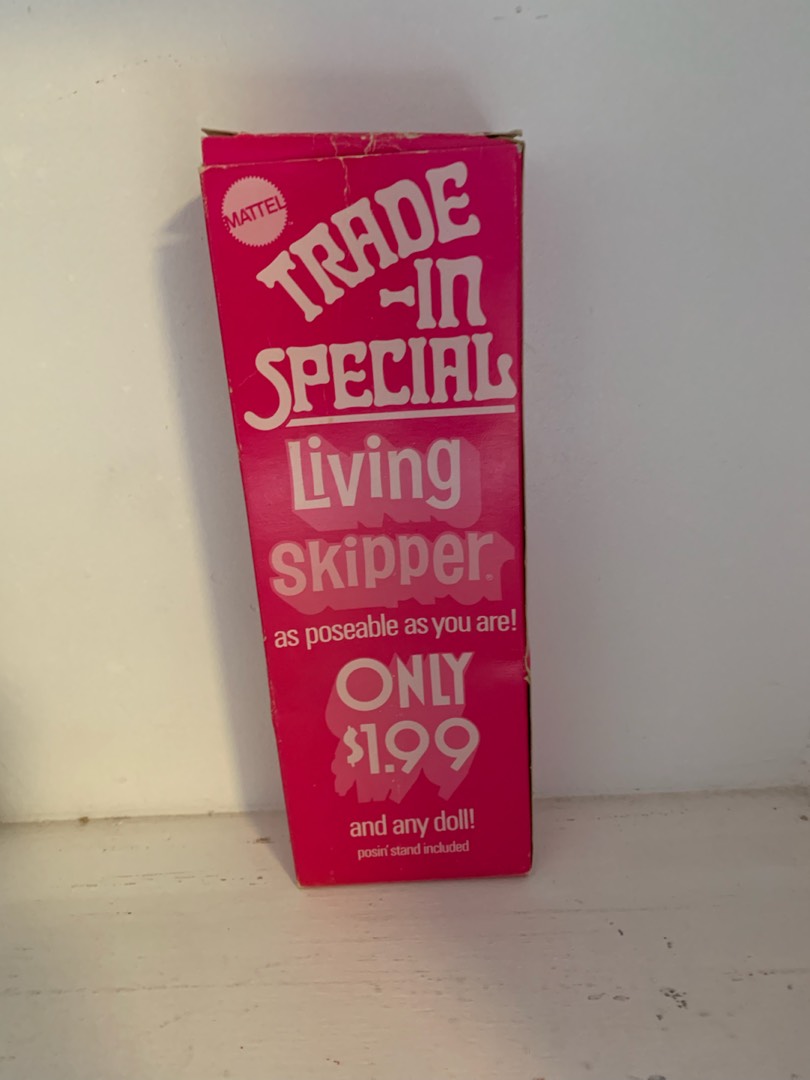 MATTEL
TRADE
-IN
SPECIAL
Living
Skipper®
as poseable as you are!
ONLY
$1.99
and any doll!
posin' stand included